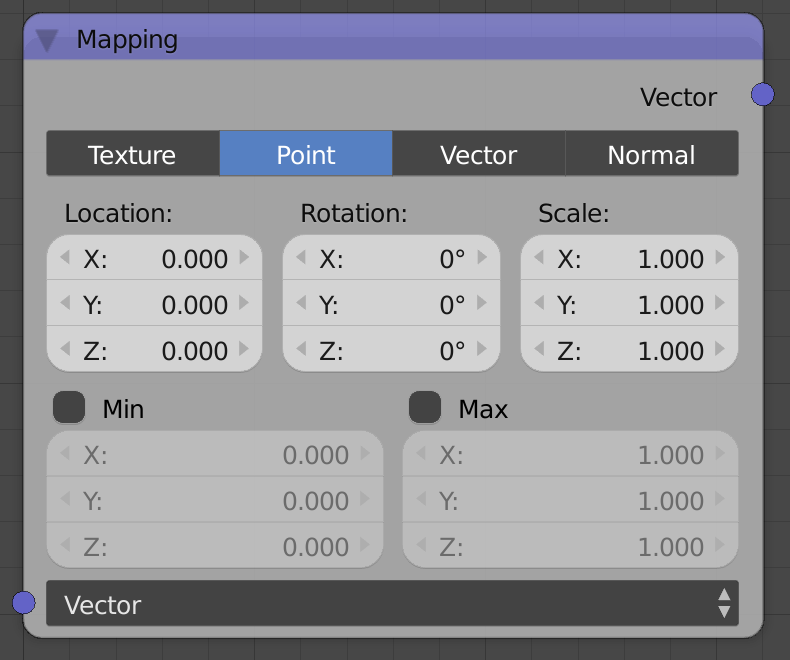 Mapping
Vector
Texture Point Vector Normal
Location: Rotation: Scale:
X: 0.000 X: 0° X: 1.000
Y: 0.000 Y: 0° Y: 1.000
Z: 0.000 Z: 0° Z: 1.000
Min Max
X: 0.000 X: 1.000
Y: 0.000 Y: 1.000
Z: 0.000 Z: 1.000
Vector